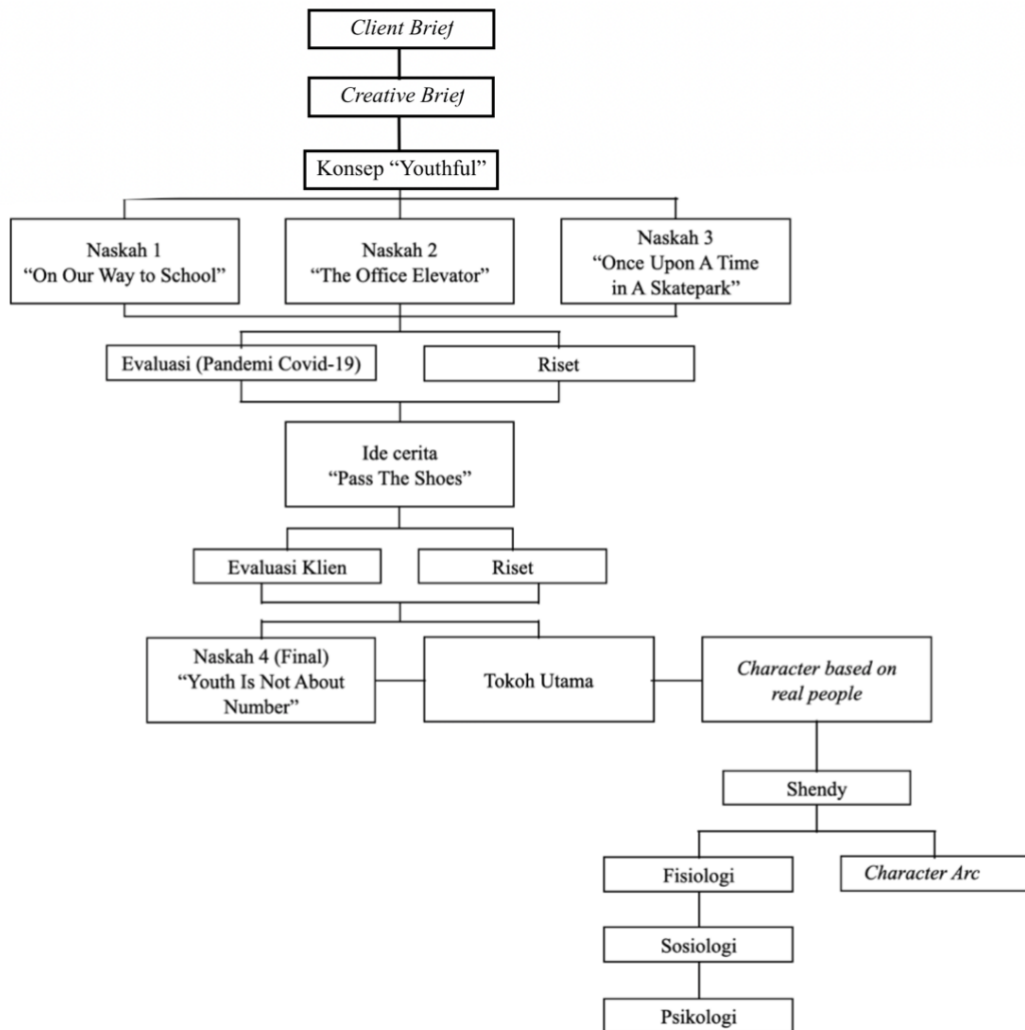 Client Brief
Creative Brief
Konsep “Youthful”
Naskah 1
“On Our Way to School”
Naskah 2
“The Office Elevator”
Naskah 3
“Once Upon A Time
in A Skatepark”
Evaluasi (Pandemi Covid-19)
Riset
Ide cerita
“Pass The Shoes”
Evaluasi Klien
Riset
Naskah 4 (Final)
“Youth Is Not About
Number”
Tokoh Utama
Character based on
real people
Shendy
Fisiologi
Character Arc
Sosiologi
Psikologi